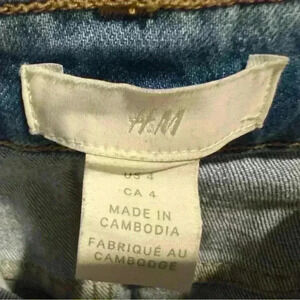 H&M
US 4
CA 4
MADE IN
CAMBODIA
FABRIQUÉ AU
CAMBODGE